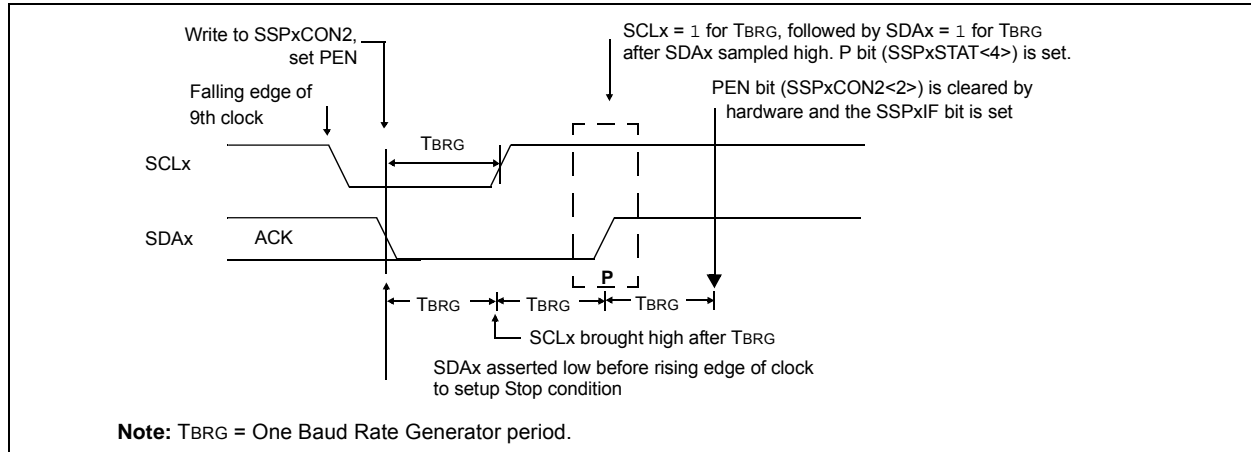 Write to SSPxCON2,
set PEN
SCLx = 1 for TBRG, followed by SDAx = 1 for TBRG
after SDAx sampled high. P bit (SSPxSTAT<4>) is set.
Falling edge of
9th clock
PEN bit (SSPxCON2<2>) is cleared by
hardware and the SSPxIF bit is set
TBRG
SCLx
SDAx
ACK
P
TBRG
TBRG
TBRG
SCLx brought high after TBRG
SDAx asserted low before rising edge of clock
to setup Stop condition
Note: TBRG = One Baud Rate Generator period.